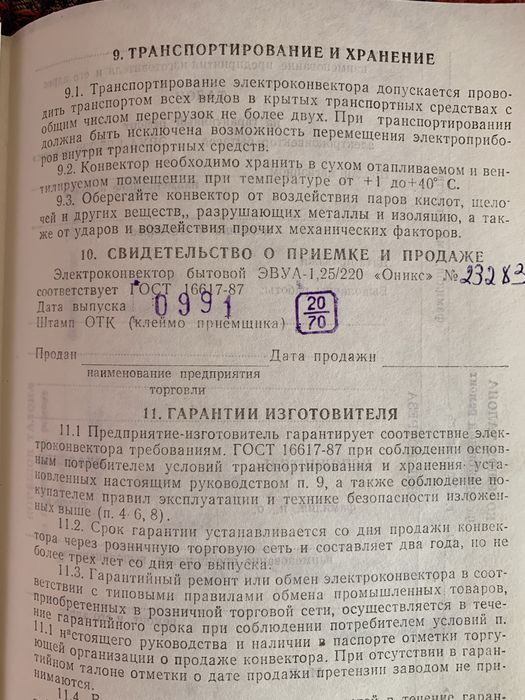 9. ТРАНСПОРТИРОВАНИЕ И ХРАНЕНИЕ
9.1. Транспортирование электроконвектора допускается прово-
дить транспортом всех видов в крытых транспортных средствах с
общим числом перегрузок не более двух. При транспортировании
должна быть исключена возможность перемещения электроприбо-
ров внутри транспортных средств.
9.2. Конвектор необходимо хранить в сухом отапливаемом и вен-
тилируемом помещении при температуре от +1 до+40° С.
9.3. Оберегайте конвектор от воздействия паров кислот, щело-
чей и других веществ,, разрушающих металлы и изоляцию, а так-
же от ударов и воздействия прочих механических факторов.
10. СВИДЕТЕЛЬСТВО О ПРИЕМКЕ И ПРОДАЖЕ
Электроконвектор бытовой ЭВУА-1,25/220 «Оникс» № 23283
соответствует ГОСТ 16617-87
Дата выпуска 0991
Штамп ОТК (клеймо приемщика) 20
70
Продан Дата продажи
наименование предприятия
торговли
11. ГАРАНТИИ ИЗГОТОВИТЕЛЯ
11.1 Предприятие-изготовитель гарантирует соответствие элек-
троконвектора требованиям. ГОСТ 16617-87 при соблюдении основ-
ным потребителем условий транспортирования и хранения уста-
новленных настоящим руководством п. 9, а также соблюдение по-
купателем правил эксплуатации и технике безопасности изложен-
ных выше (п. 4 6, 8).
11.2. Срок гарантии устанавливается со дня продажи конвек-
тора через розничную торговую сеть и составляет два года, но не
более трех лет со дня его выпуска.
11.3. Гарантийный ремонт или обмен электроконвектора в соот-
ветствии с типовыми правилами обмена промышленных товаров,
приобретенных в розничной торговой сети, осуществляется в тече-
ние гарантийного срока при соблюдении потребителем условий п.
11.1 настоящего руководства и наличии в паспорте отметки торгу-
ющей организации о продаже конвектора. При отсутствии в гаран-
тийном талоне отметки о дате продажи претензии заводом не при-
нимаются.
11.4. В течение гаран-